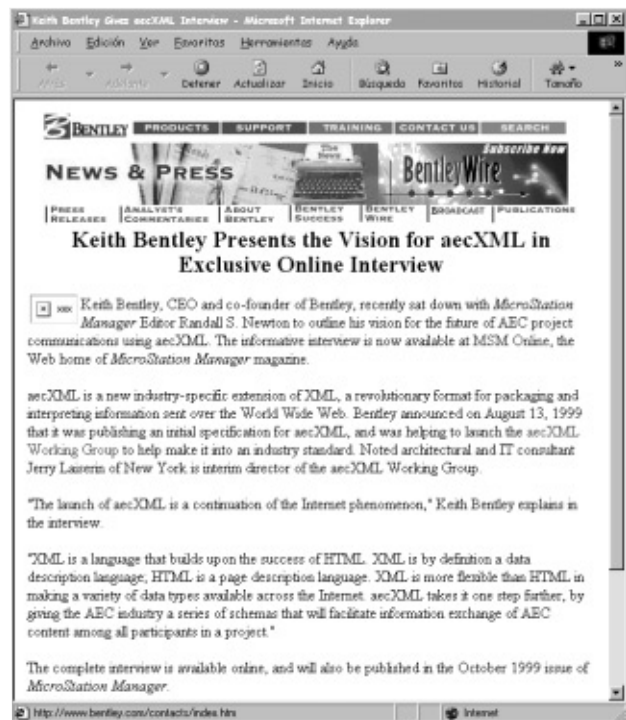 Keith Bentley Gives aecXML Interview - Microsoft Internet Explorer
Archivo Edición Ver Favoritos Herramientas Ayuda
Atrás Adelante Detener Actualizar Inicio Búsqueda Favoritos Historial Tamaño
BENTLEY PRODUCTS SUPPORT TRAINING CONTACT US SEARCH
Subscribe Now
The News
NEWS & PRESS BentleyWire
PRESS RELEASES ANALYST'S COMMENTARIES ABOUT BENTLEY BENTLEY SUCCESS BENTLEY WIRE BROADCAST PUBLICATIONS
Keith Bentley Presents the Vision for aecXML in
Exclusive Online Interview
Keith Bentley, CEO and co-founder of Bentley, recently sat down with MicroStation
Manager Editor Randall S. Newton to outline his vision for the future of AEC project
communications using aecXML. The informative interview is now available at MSM Online, the
Web home of MicroStation Manager magazine.
aecXML is a new industry-specific extension of XML, a revolutionary format for packaging and
interpreting information sent over the World Wide Web. Bentley announced on August 13, 1999
that it was publishing an initial specification for aecXML, and was helping to launch the aecXML
Working Group to help make it into an industry standard. Noted architectural and IT consultant
Jerry Laiserin of New York is interim director of the aecXML Working Group.
"The launch of aecXML is a continuation of the Internet phenomenon," Keith Bentley explains in
the interview.
"XML is a language that builds upon the success of HTML. XML is by definition a data
description language; HTML is a page description language. XML is more flexible than HTML in
making a variety of data types available across the Internet. aecXML takes it one step further, by
giving the AEC industry a series of schemas that will facilitate information exchange of AEC
content among all participants in a project."
The complete interview is available online, and will also be published in the October 1999 issue of
MicroStation Manager.
http://www.bentley.com/contacts/index.htm Internet